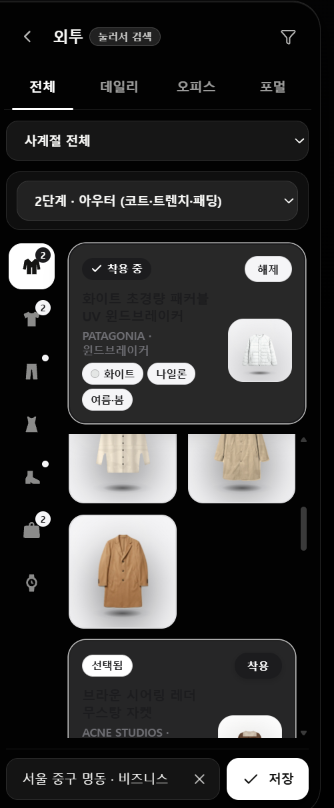 외투 눌러서 검색
전체 데일리 오피스 포멀
사계절 전체
2단계 · 아우터 (코트·트렌치·패딩)
2
착용 중 해제
화이트 초경량 패커블
UV 윈드브레이커
PATAGONIA ·
윈드브레이커
화이트 나일론
여름·봄
2
2
선택됨 착용
브라운 시어링 레더
무스탕 자켓
ACNE STUDIOS ·
서울 중구 명동 · 비즈니스
저장